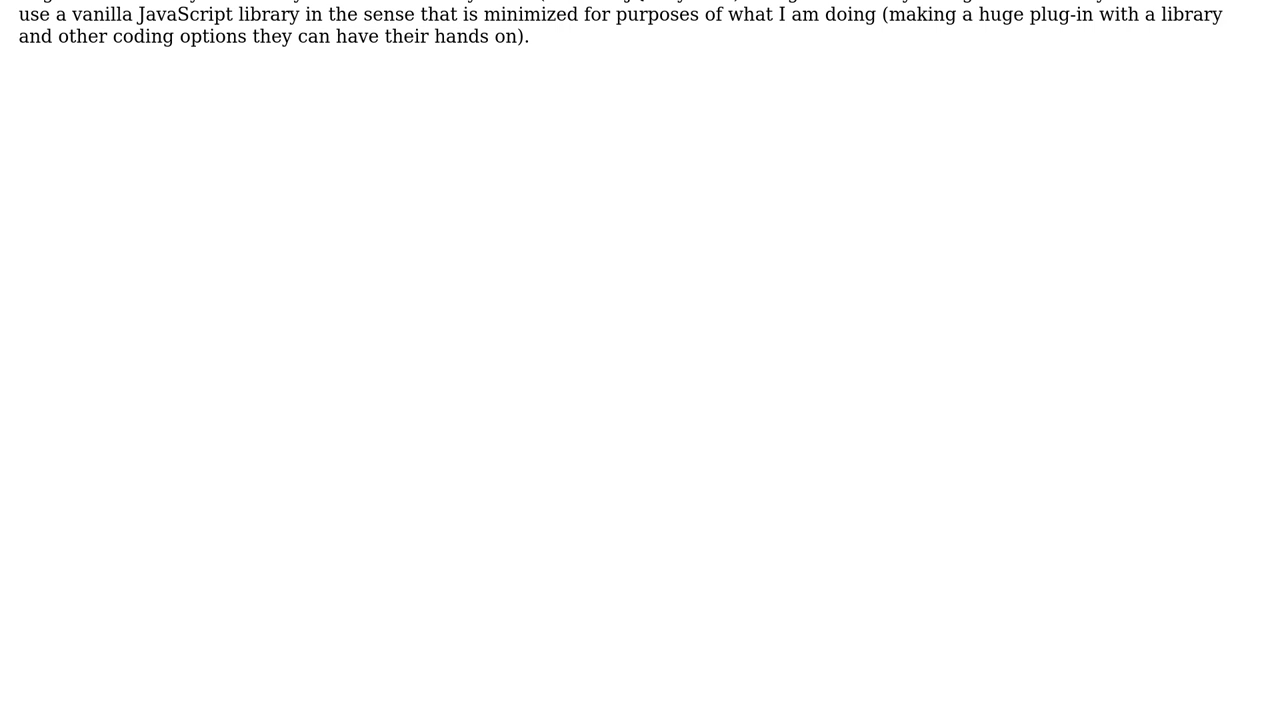 use a vanilla JavaScript library in the sense that is minimized for purposes of what I am doing (making a huge plug-in with a library
and other coding options they can have their hands on).